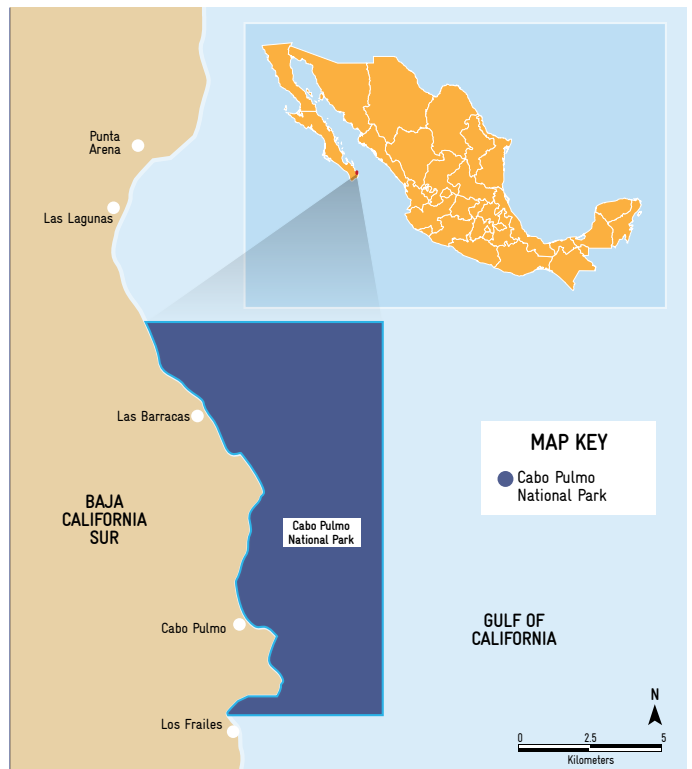 Punta
Arena
Las Lagunas
Las Barracas
MAP KEY
Cabo Pulmo
National Park
BAJA
CALIFORNIA
SUR
Cabo Pulmo
National Park
Cabo Pulmo
GULF OF
CALIFORNIA
Los Frailes
N
0 2.5 5
Kilometers